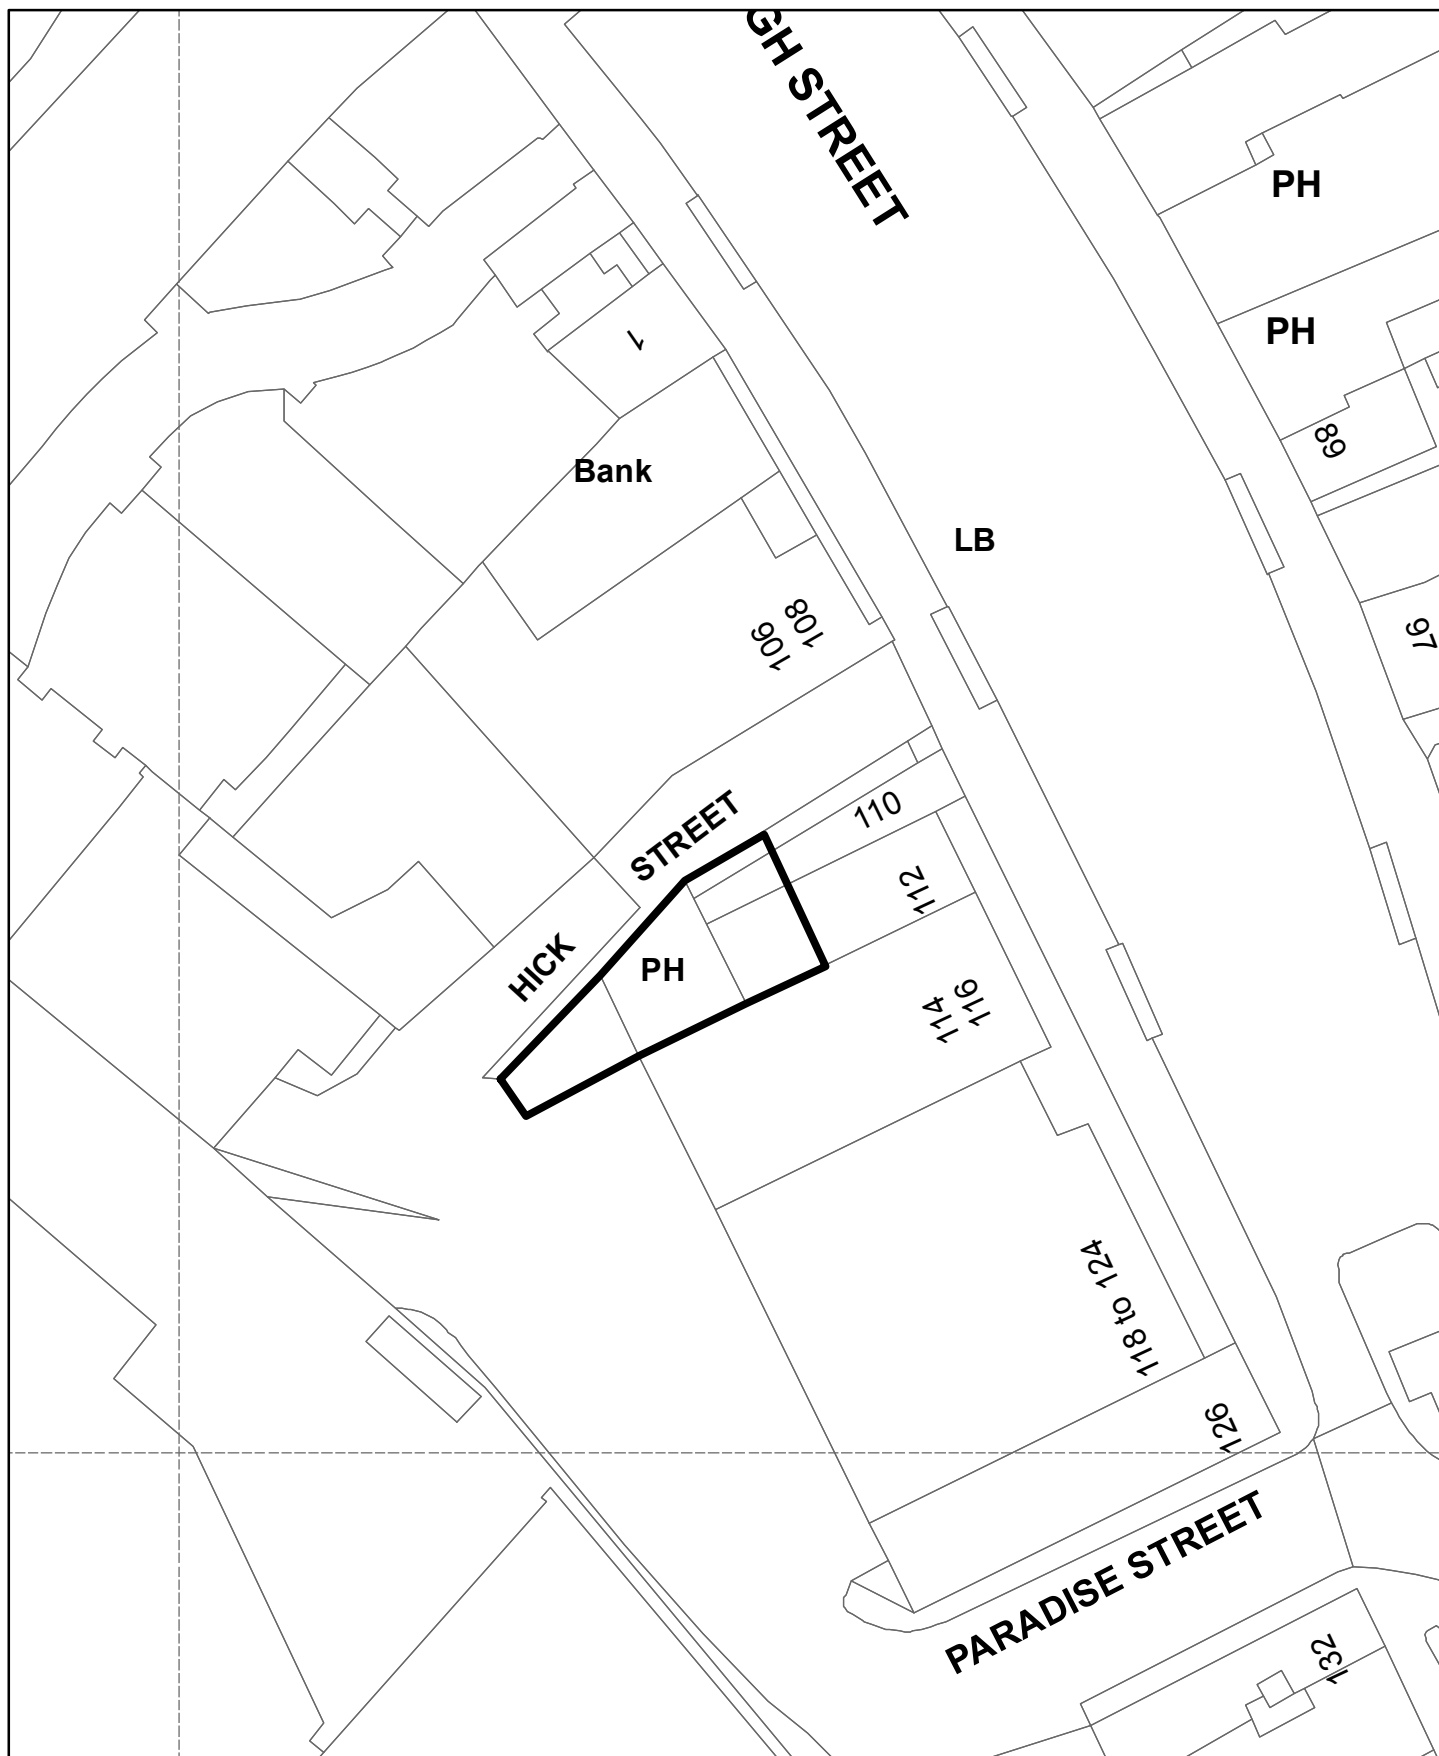 GH STREET
PH
PH
1
Bank
89
LB
108
106
97
110
STREET
112
HICK
PH
116
114
118 to 124
126
PARADISE STREET
132